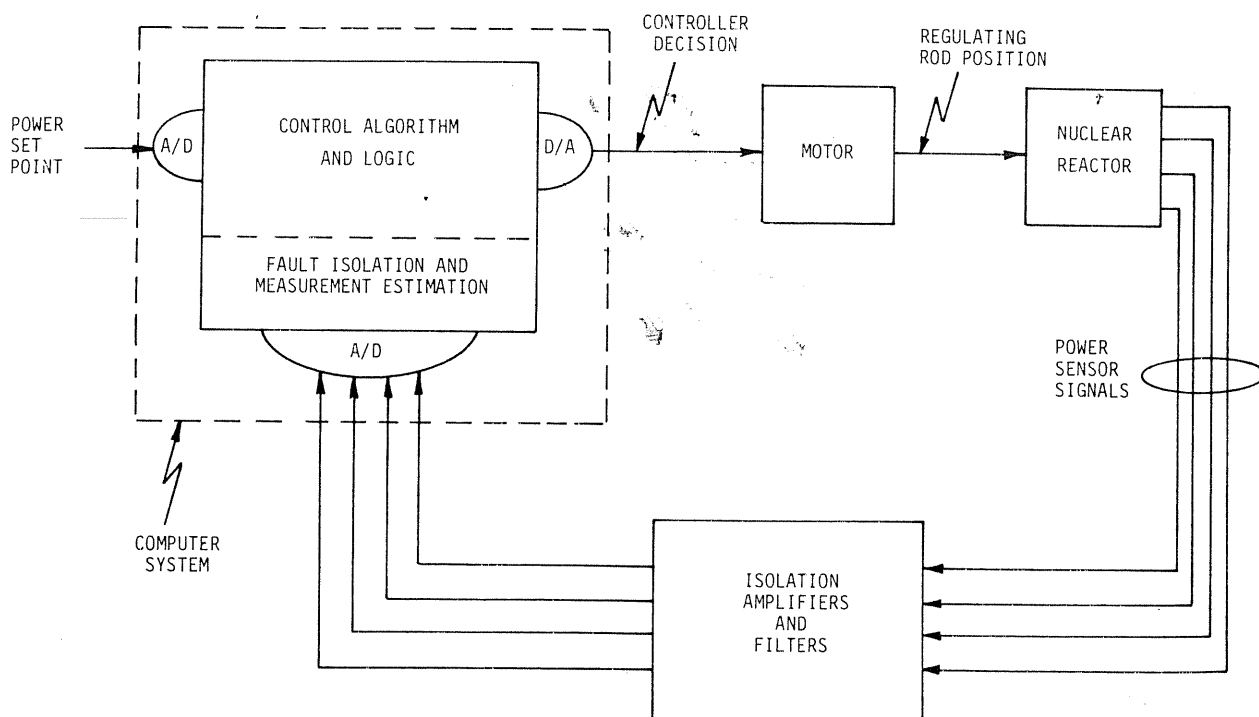 CONTROLLER
DECISION
REGULATING
ROD POSITION
POWER
SET
POINT
A/D
CONTROL ALGORITHM
AND LOGIC
D/A
MOTOR
NUCLEAR
REACTOR
FAULT ISOLATION AND
MEASUREMENT ESTIMATION
A/D
POWER
SENSOR
SIGNALS
COMPUTER
SYSTEM
ISOLATION
AMPLIFIERS
AND
FILTERS